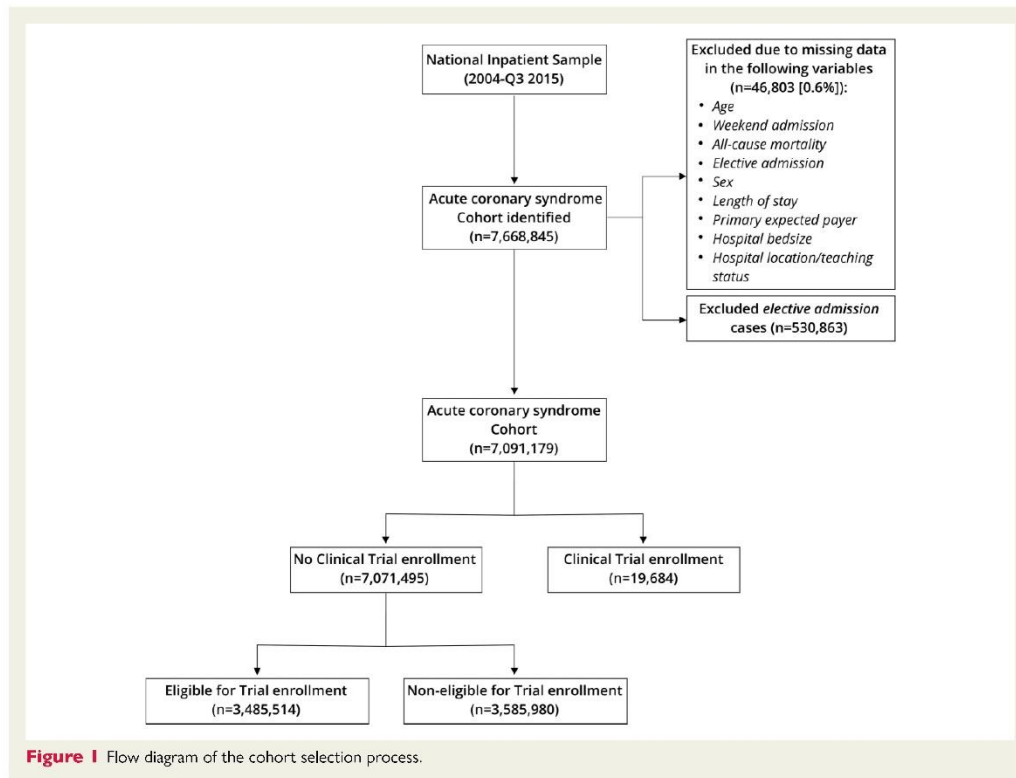 National Inpatient Sample
(2004-Q3 2015)
Excluded due to missing data
in the following variables
(n=46,803 [0.6%]):
• Age
• Weekend admission
• All-cause mortality
• Elective admission
• Sex
• Length of stay
• Primary expected payer
• Hospital bedsize
• Hospital location/teaching
status
Acute coronary syndrome
Cohort identified
(n=7,668,845)
Excluded elective admission
cases (n=530,863)
Acute coronary syndrome
Cohort
(n=7,091,179)
No Clinical Trial enrollment
(n=7,071,495)
Clinical Trial enrollment
(n=19,684)
Eligible for Trial enrollment
(n=3,485,514)
Non-eligible for Trial enrollment
(n=3,585,980)
Figure 1 Flow diagram of the cohort selection process.